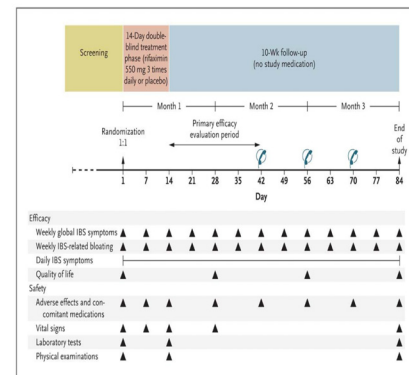 Screening
14-Day double-
blind treatment
phase (rifaximin
550 mg 3 times
daily or placebo)
10-Wk follow-up
(no study medication)
Month 1
Month 2
Month 3
Randomization
1:1
Primary efficacy
evaluation period
End
of
study
1 7 14 21 28 35 42 49 56 63 70 77 84
Day
Efficacy
Weekly global IBS symptoms
Weekly IBS-related bloating
Daily IBS symptoms
Quality of life
Safety
Adverse effects and con-
comitant medications
Vital signs
Laboratory tests
Physical examinations